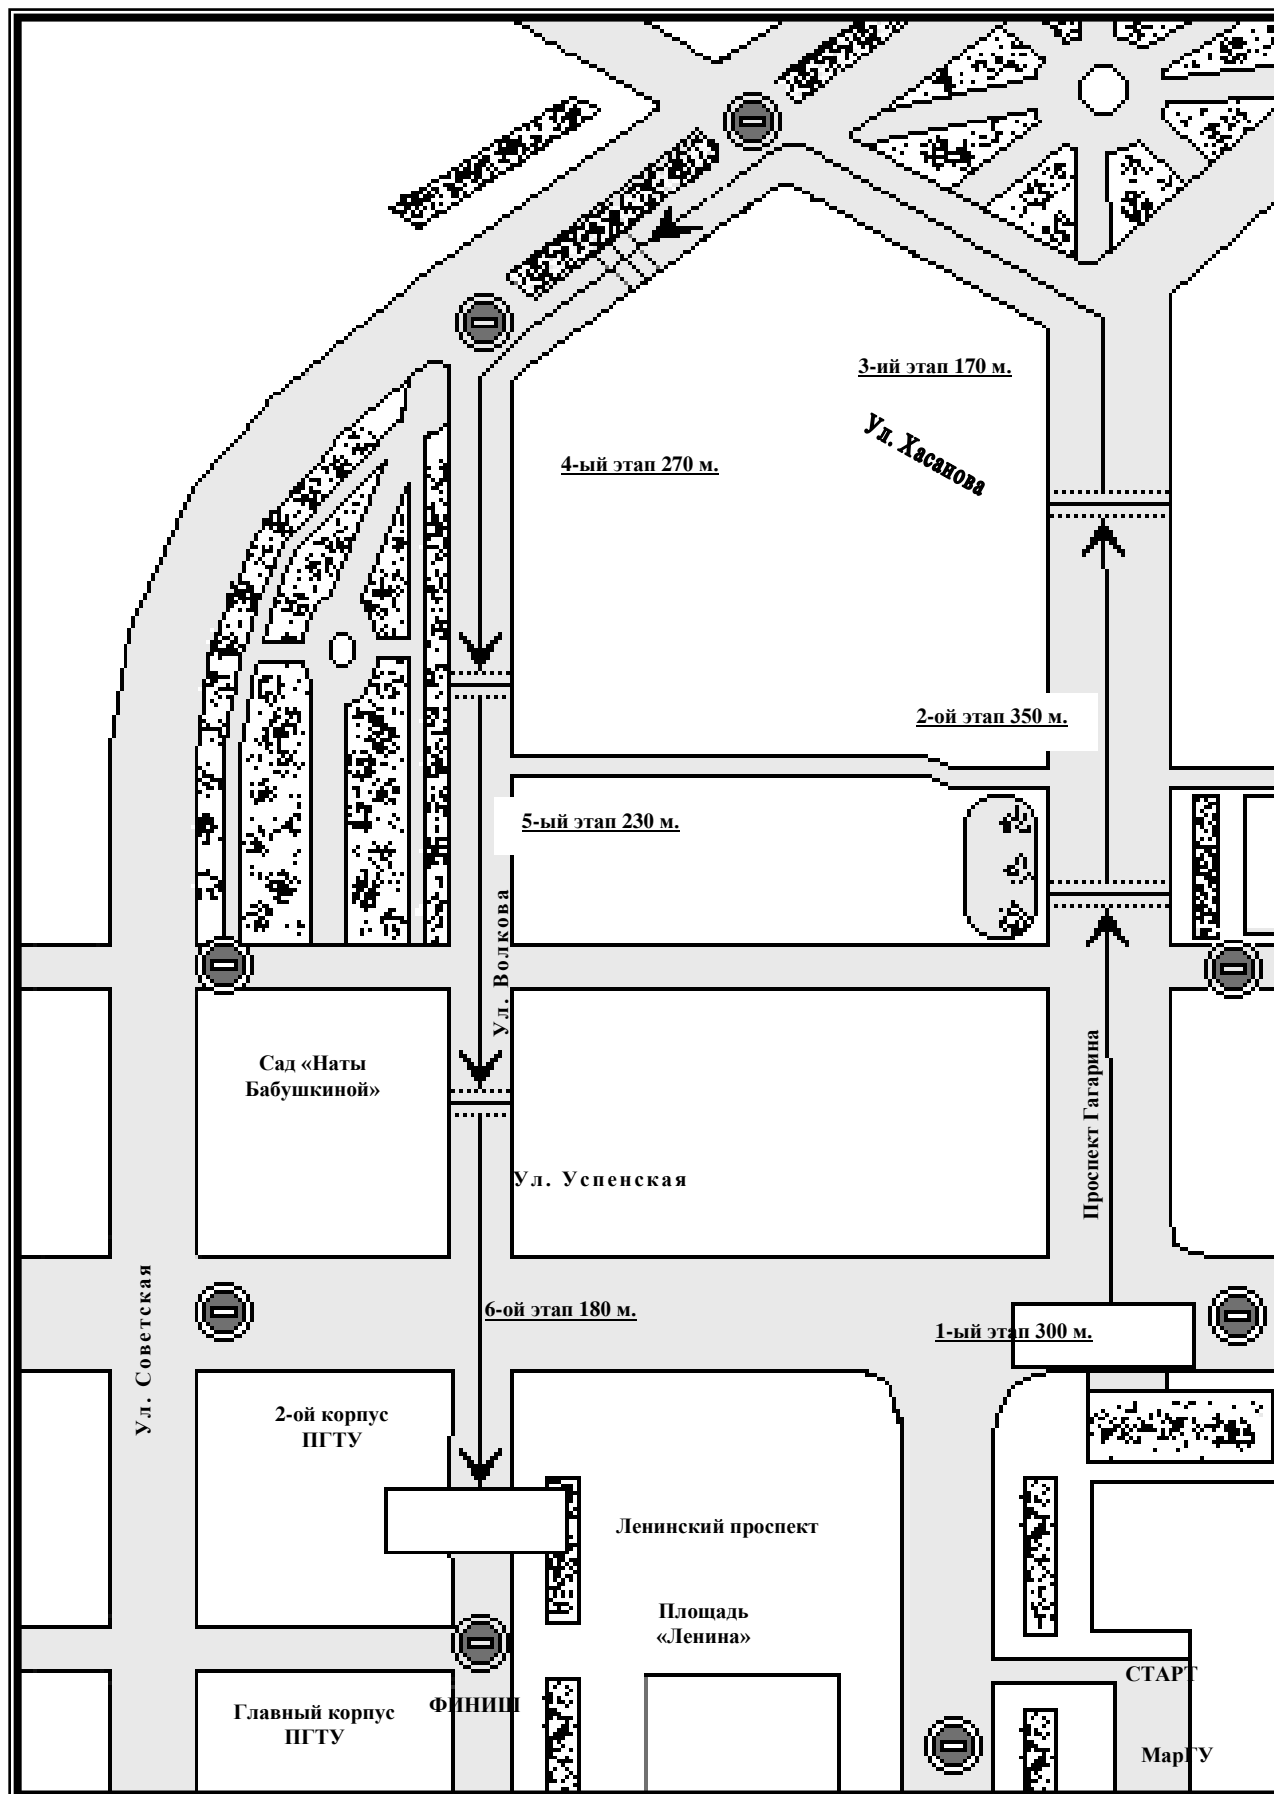 3-ий этап 170 м.
Ул. Хасанова
4-ый этап 270 м.
2-ой этап 350 м.
5-ый этап 230 м.
Ул. Волкова
Сад «Наты
Бабушкиной»
Проспект Гагарина
Ул. Успенская
Ул. Советская
6-ой этап 180 м.
1-ый этап 300 м.
2-ой корпус
ПГТУ
Ленинский проспект
Площадь
«Ленина»
СТАРТ
ФИНИШ
Главный корпус
ПГТУ
МарГУ